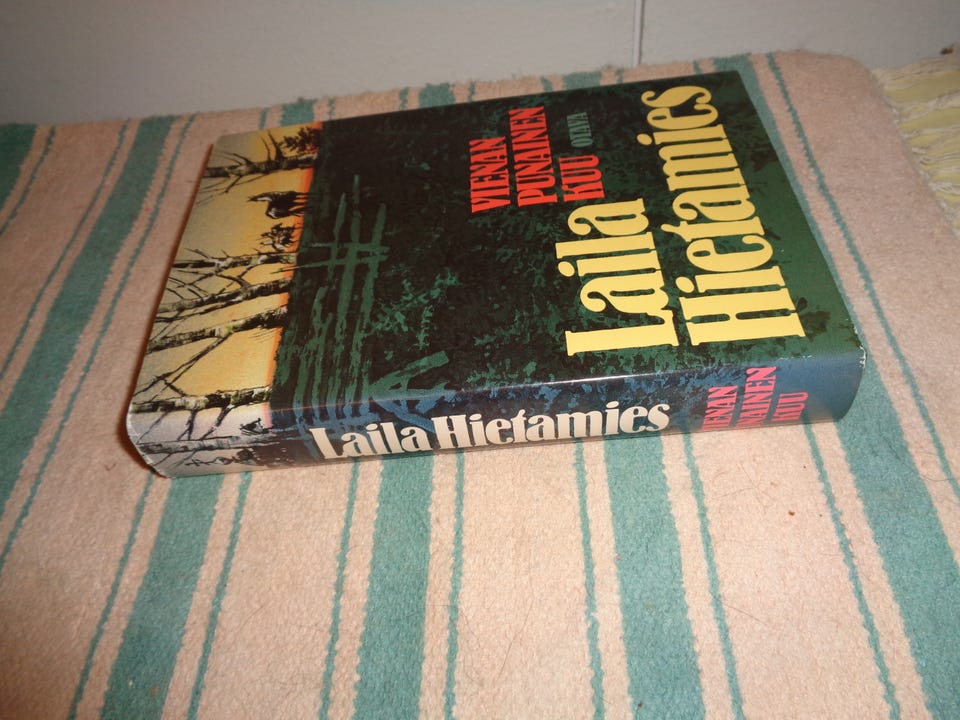 Laila
Hietamies
VIENAN
PUNAINEN
KUU
OTAVA
Laila Hietamies
VIENAN
PUNAINEN
KUU